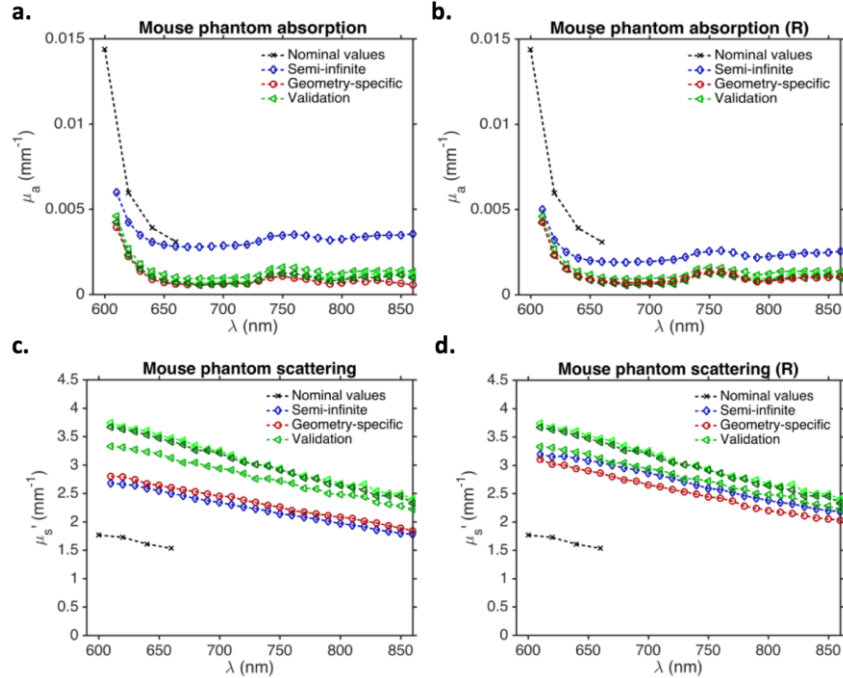 a.
Mouse phantom absorption
0.015
0.01
0.005
0
μa (mm-1)
Nominal values
Semi-infinite
Geometry-specific
Validation
600 650 700 750 800 850
λ (nm)
b.
Mouse phantom absorption (R)
0.015
0.01
0.005
0
μa (mm-1)
Nominal values
Semi-infinite
Geometry-specific
Validation
600 650 700 750 800 850
λ (nm)
c.
Mouse phantom scattering
4.5
4
3.5
3
2.5
2
1.5
1
0.5
0
μs' (mm-1)
Nominal values
Semi-infinite
Geometry-specific
Validation
600 650 700 750 800 850
λ (nm)
d.
Mouse phantom scattering (R)
4.5
4
3.5
3
2.5
2
1.5
1
0.5
0
μs' (mm-1)
Nominal values
Semi-infinite
Geometry-specific
Validation
600 650 700 750 800 850
λ (nm)